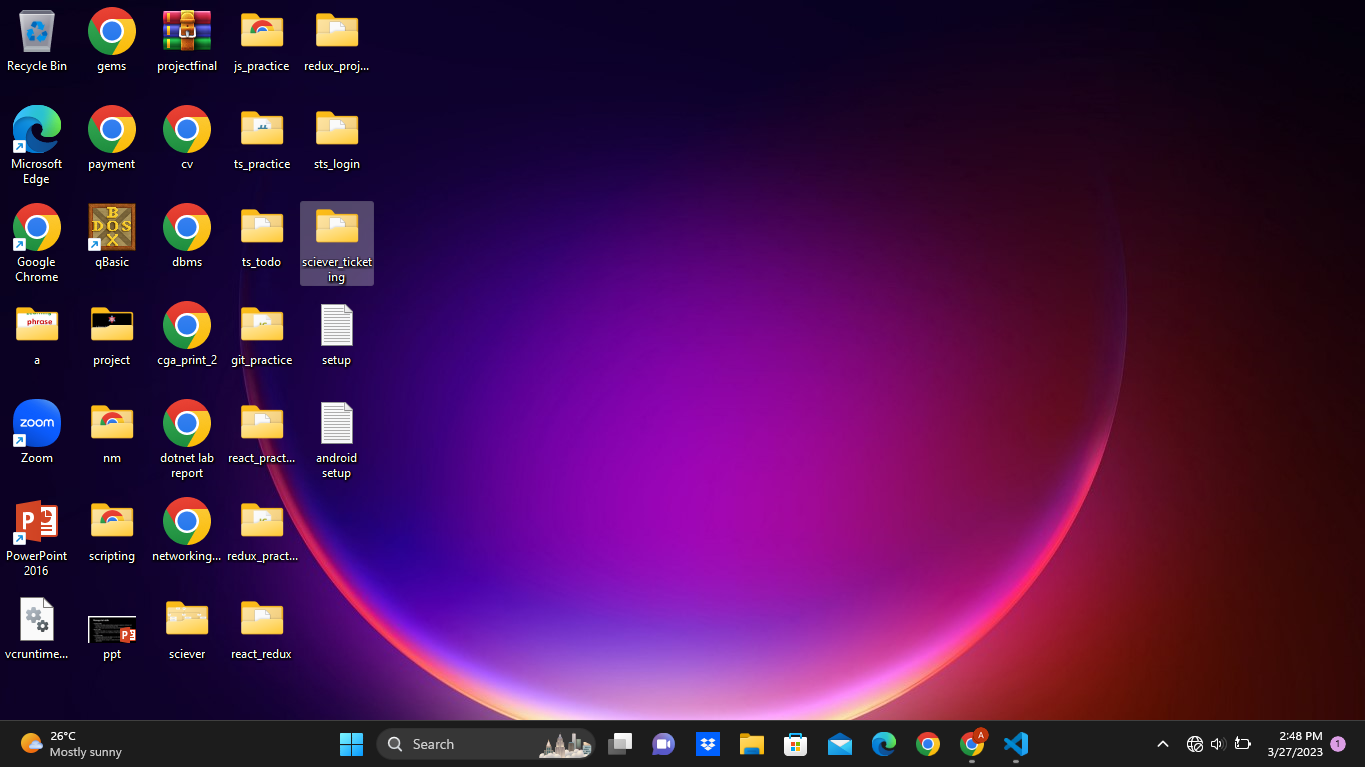 Recycle Bin
gems
projectfinal
js_practice
redux_proj...
Microsoft
Edge
payment
cv
ts_practice
sts_login
Google
Chrome
BOX
DOS
qBasic
dbms
ts_todo
sciever_ticket
ing
phrase
a
project
cga_print_2
git_practice
setup
zoom
Zoom
nm
dotnet lab
report
react_pract...
android
setup
P
PowerPoint
2016
scripting
networking...
redux_pract...
vcruntime...
P
ppt
sciever
react_redux
26°C
Mostly sunny
Search
A
2:48 PM
3/27/2023
1